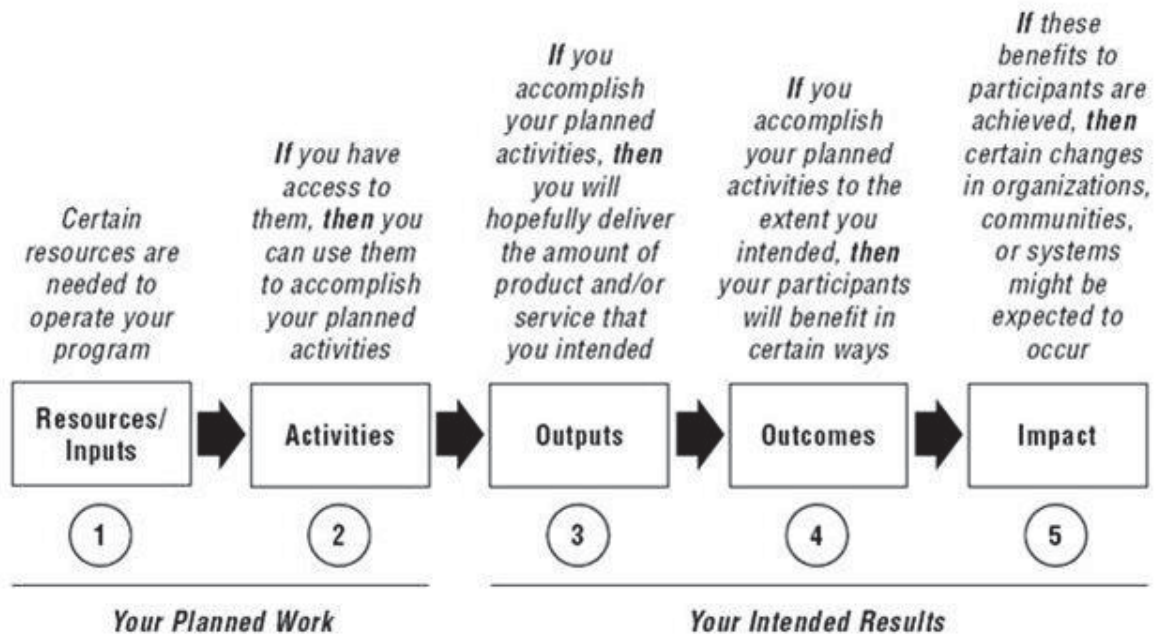 Certain
resources are
needed to
operate your
program
If you have
access to
them, then you
can use them
to accomplish
your planned
activities
If you
accomplish
your planned
activities, then
you will
hopefully deliver
the amount of
product and/or
service that
you intended
If you
accomplish
your planned
activities to the
extent you
intended, then
your participants
will benefit in
certain ways
If these
benefits to
participants are
achieved, then
certain changes
in organizations,
communities,
or systems
might be
expected to
occur
Resources/
Inputs
Activities
Outputs
Outcomes
Impact
1
2
3
4
5
Your Planned Work
Your Intended Results